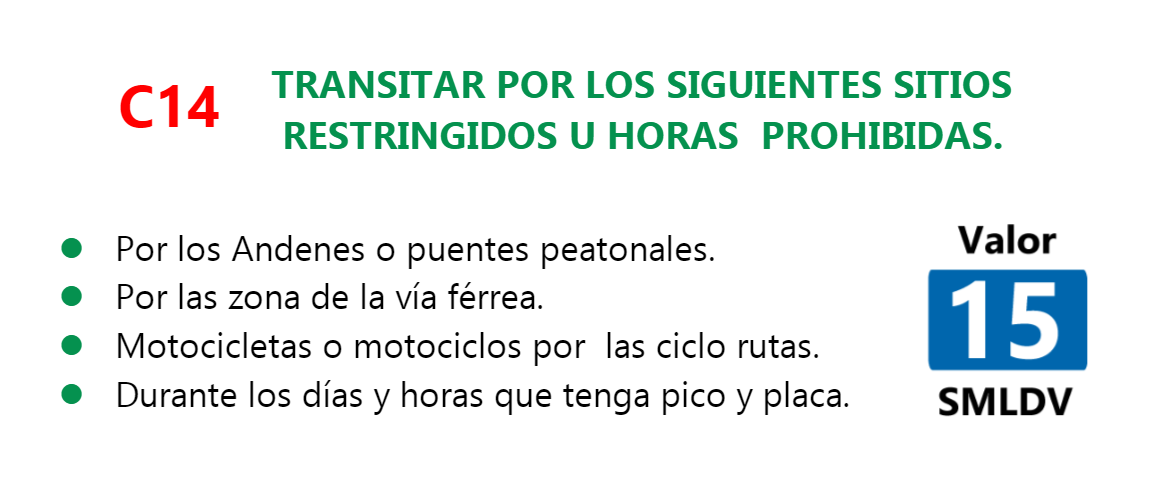 C14
TRANSITAR POR LOS SIGUIENTES SITIOS
RESTRINGIDOS U HORAS  PROHIBIDAS.
Por los Andenes o puentes peatonales.
Por las zona de la vía férrea.
Motocicletas o motociclos por  las ciclo rutas.
Durante los días y horas que tenga pico y placa.
Valor
15
SMLDV